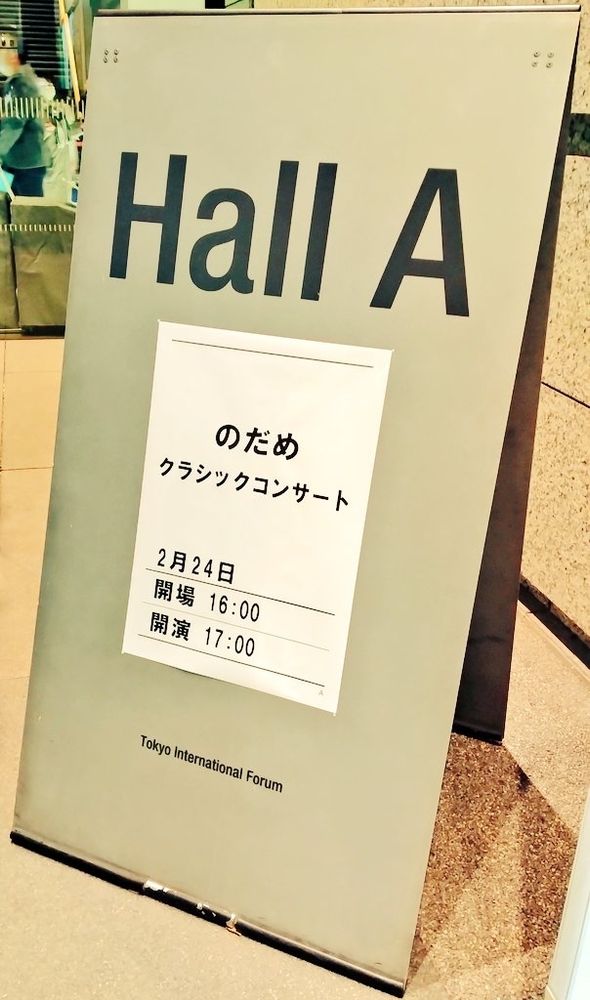 Hall A
のだめ
クラシックコンサート
2月24日
開場 16:00
開演 17:00
A
Tokyo International Forum